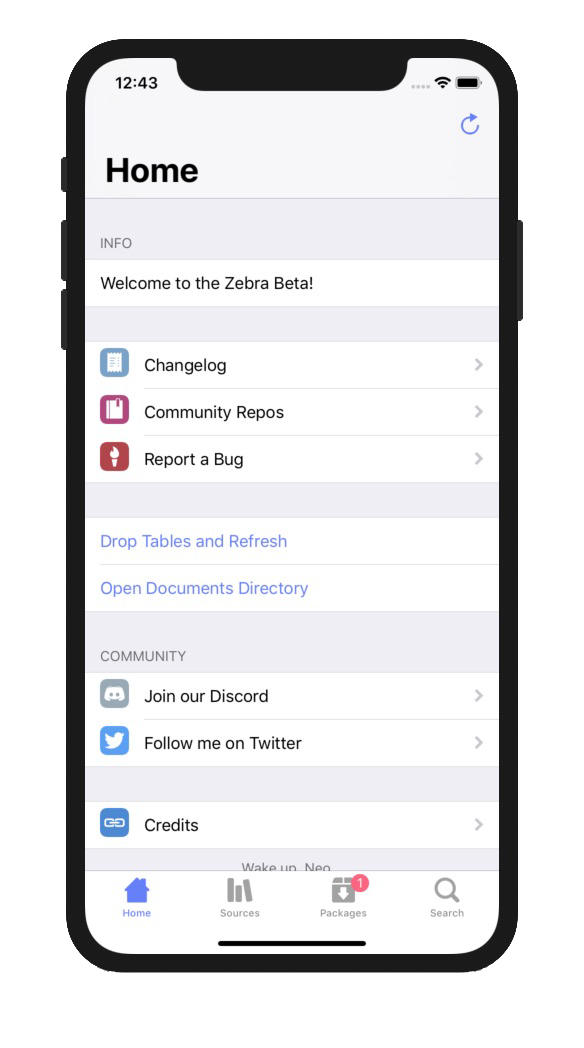 12:43
Home
INFO
Welcome to the Zebra Beta!
Changelog
Community Repos
Report a Bug
Drop Tables and Refresh
Open Documents Directory
COMMUNITY
Join our Discord
Follow me on Twitter
Credits
Wake up, Neo
1
Home
Sources
Packages
Search